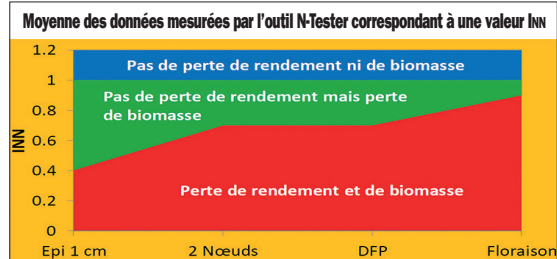 Moyenne des données mesurées par l'outil N-Tester correspondant à une valeur INN
1.2
Pas de perte de rendement ni de biomasse
1
Pas de perte de rendement mais perte
de biomasse
0.8
INN
0.6
0.4
Perte de rendement et de biomasse
0.2
0
Epi 1 cm
2 Nœuds
DFP
Floraison